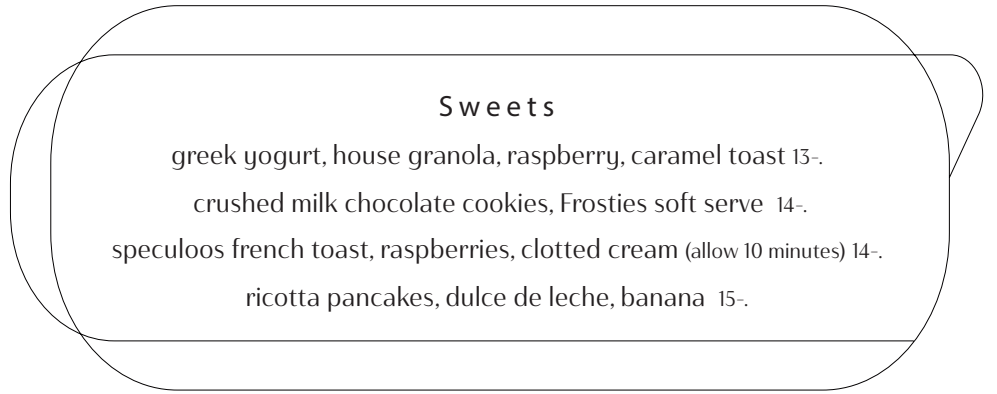 Sweets
greek yogurt, house granola, raspberry, caramel toast 13-.
crushed milk chocolate cookies, Frosties soft serve 14-.
speculoos french toast, raspberries, clotted cream (allow 10 minutes) 14-.
ricotta pancakes, dulce de leche, banana 15-.